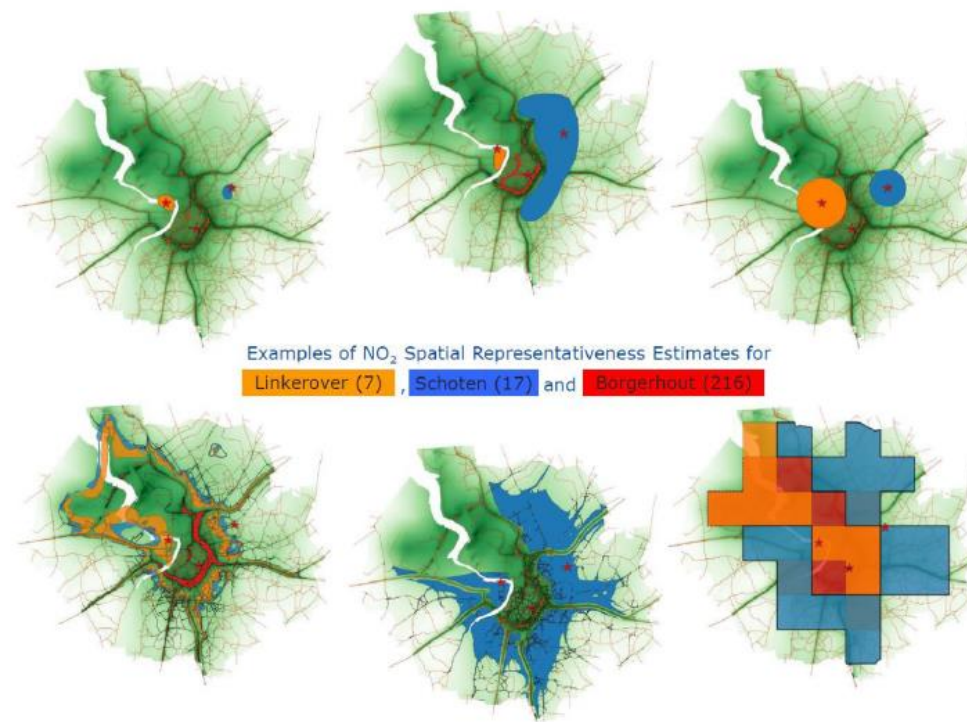 Examples of NO₂ Spatial Representativeness Estimates for
Linkerover (7) , Schoten (17) and Borgerhout (216)